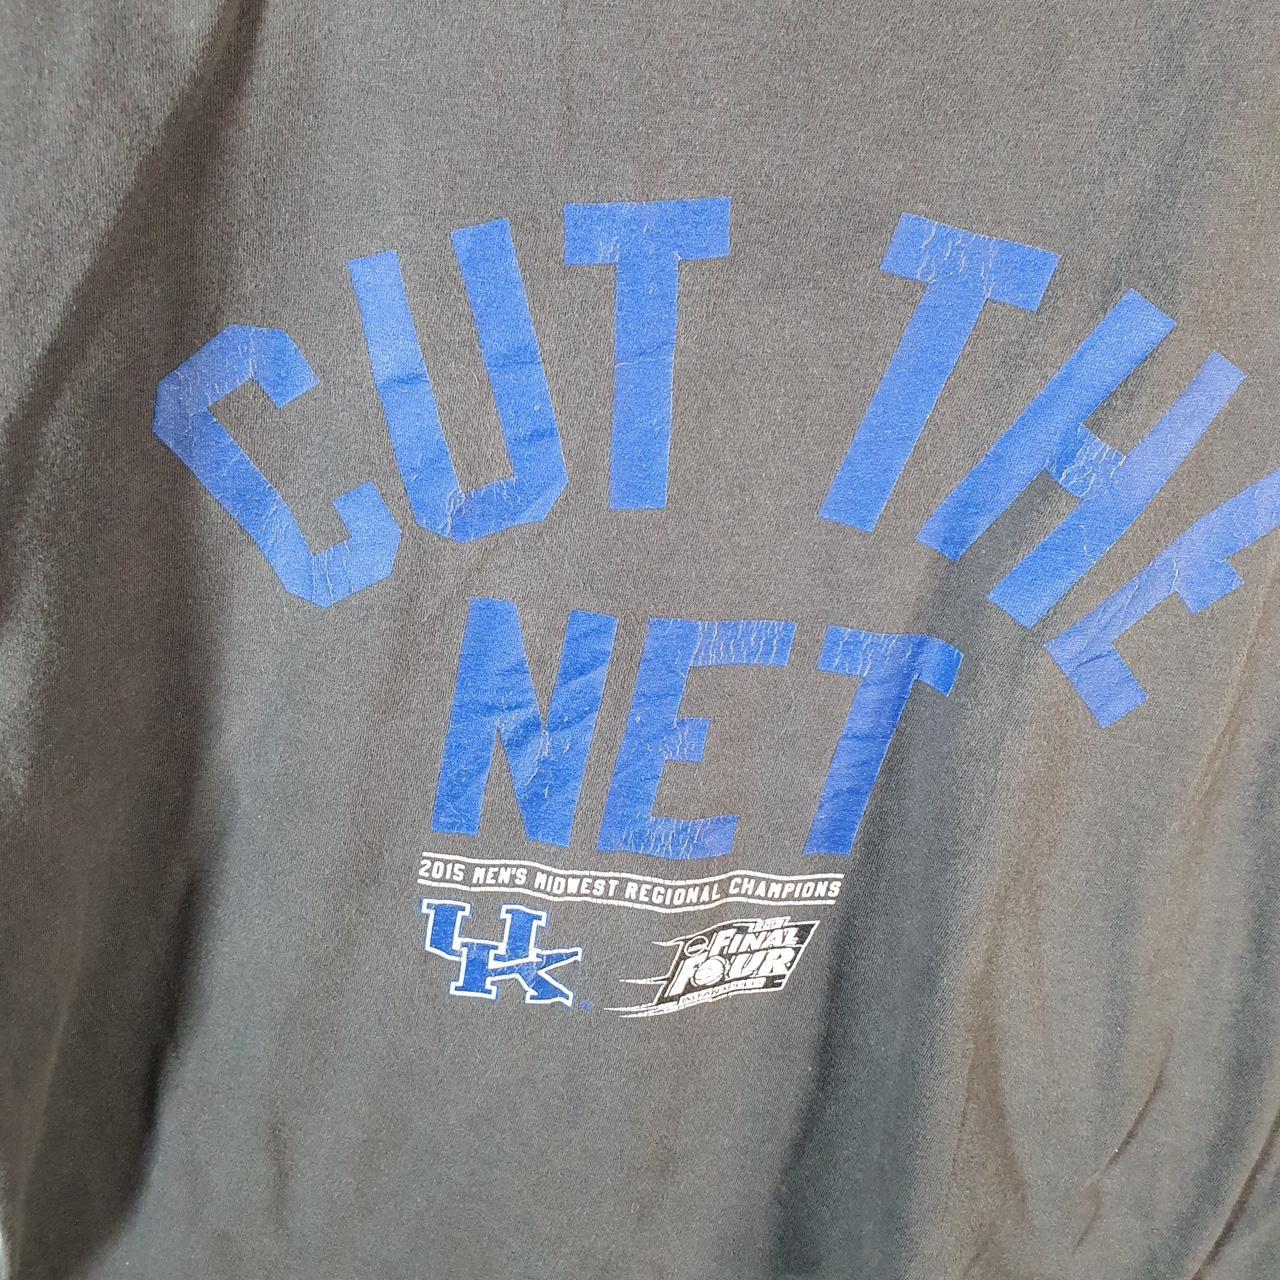 CUT THE
NET
2015 MEN'S MIDWEST REGIONAL CHAMPIONS
UK
FINAL
FOUR